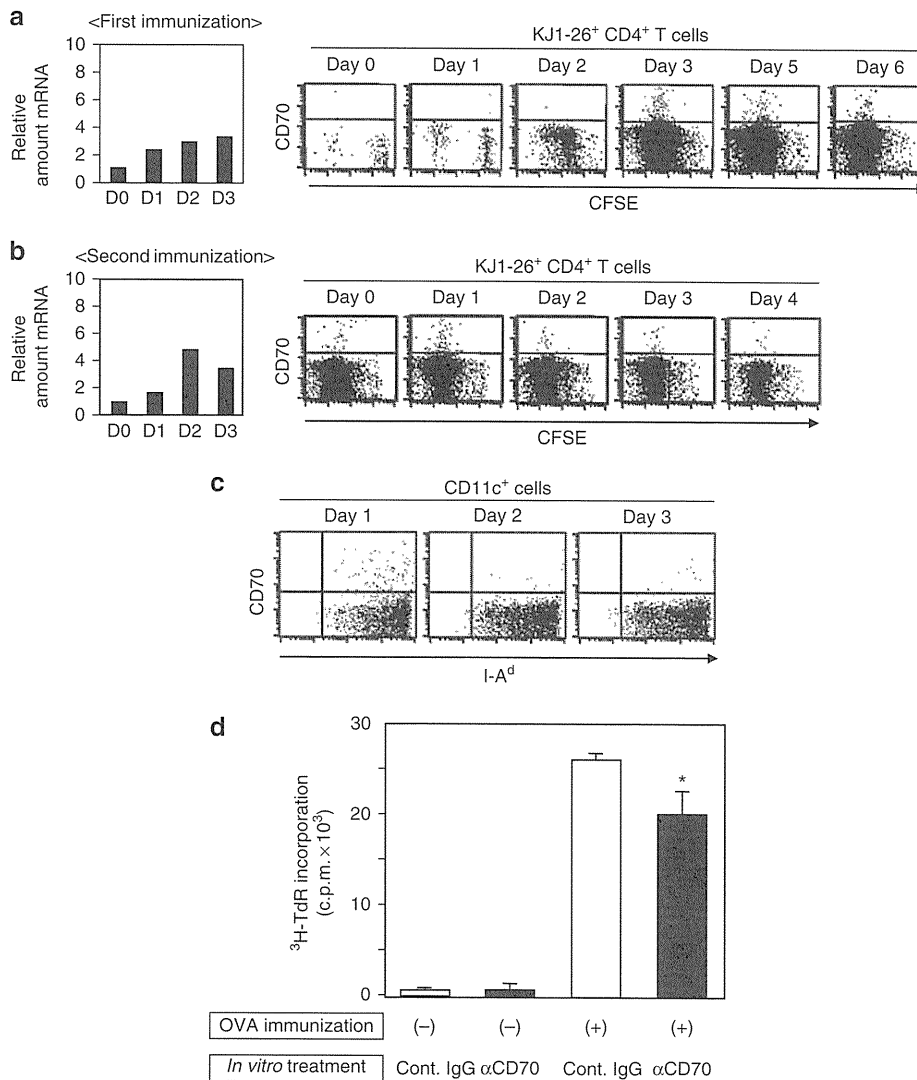 a
<First immunization>
Relative amount mRNA
10
8
6
4
2
0
D0 D1 D2 D3
KJ1-26⁺ CD4⁺ T cells
Day 0 Day 1 Day 2 Day 3 Day 5 Day 6
CD70
CFSE
b
<Second immunization>
Relative amount mRNA
10
8
6
4
2
0
D0 D1 D2 D3
KJ1-26⁺ CD4⁺ T cells
Day 0 Day 1 Day 2 Day 3 Day 4
CD70
CFSE
c
CD11c⁺ cells
Day 1 Day 2 Day 3
CD70
I-Aᵈ
d
³H-TdR incorporation
(c.p.m. × 10³)
30
20
10
0
*
OVA immunization (–) (–) (+) (+)
In vitro treatment Cont. IgG αCD70 Cont. IgG αCD70